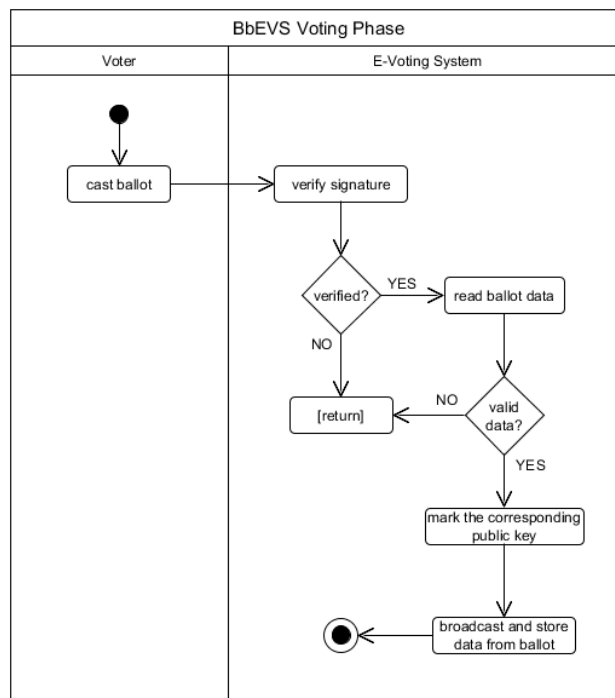 BbEVS Voting Phase
Voter
E-Voting System
cast ballot
verify signature
verified?
YES
read ballot data
NO
[return]
NO
valid
data?
YES
mark the corresponding
public key
broadcast and store
data from ballot